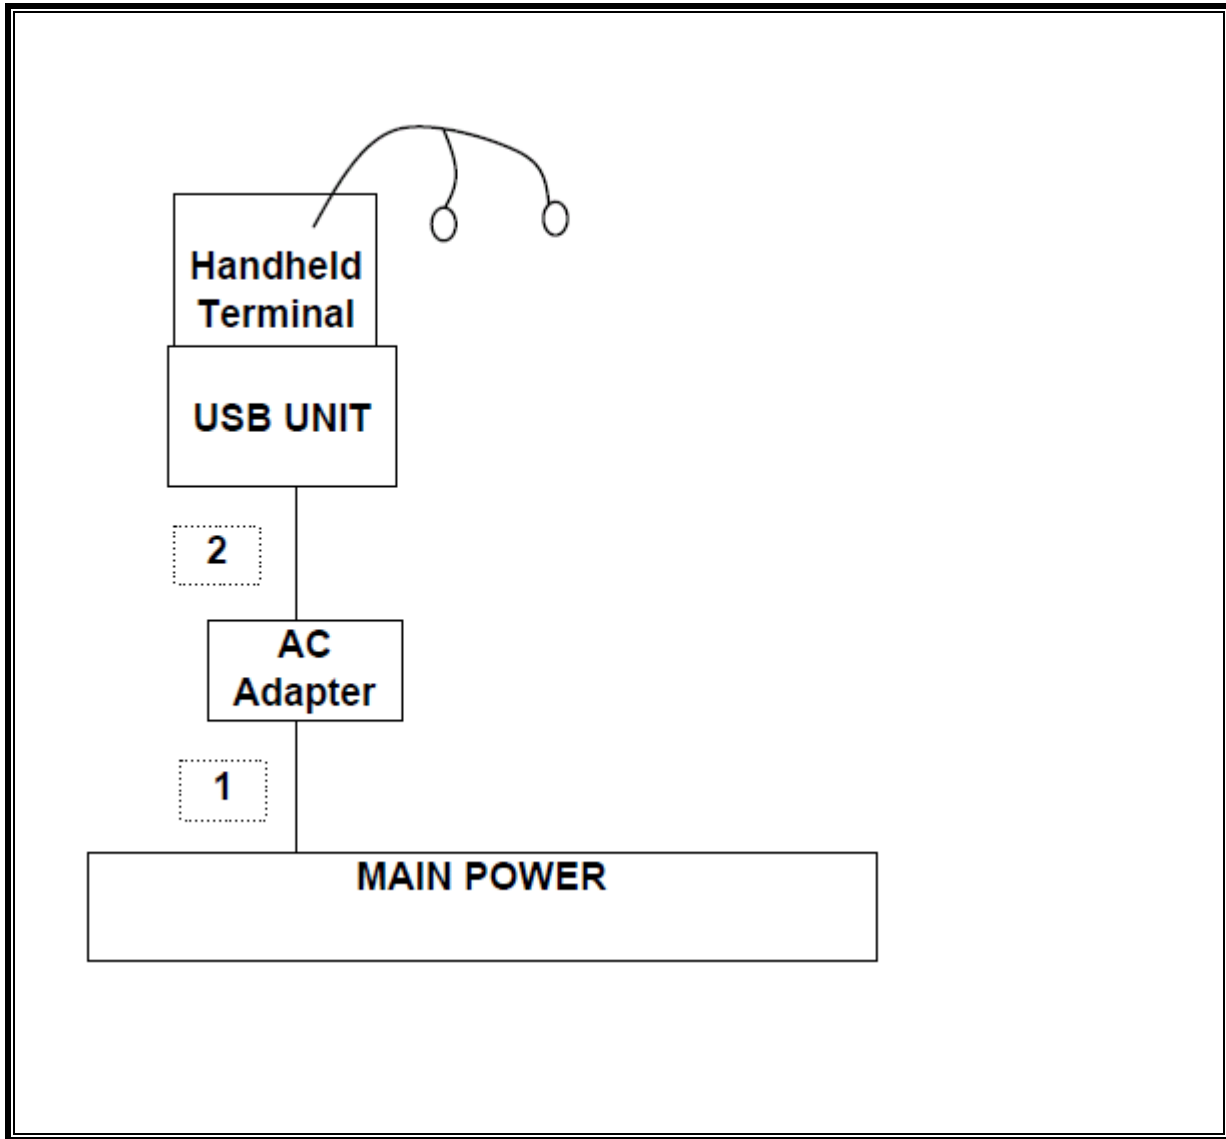 Handheld
Terminal
USB UNIT
2
AC
Adapter
1
MAIN POWER